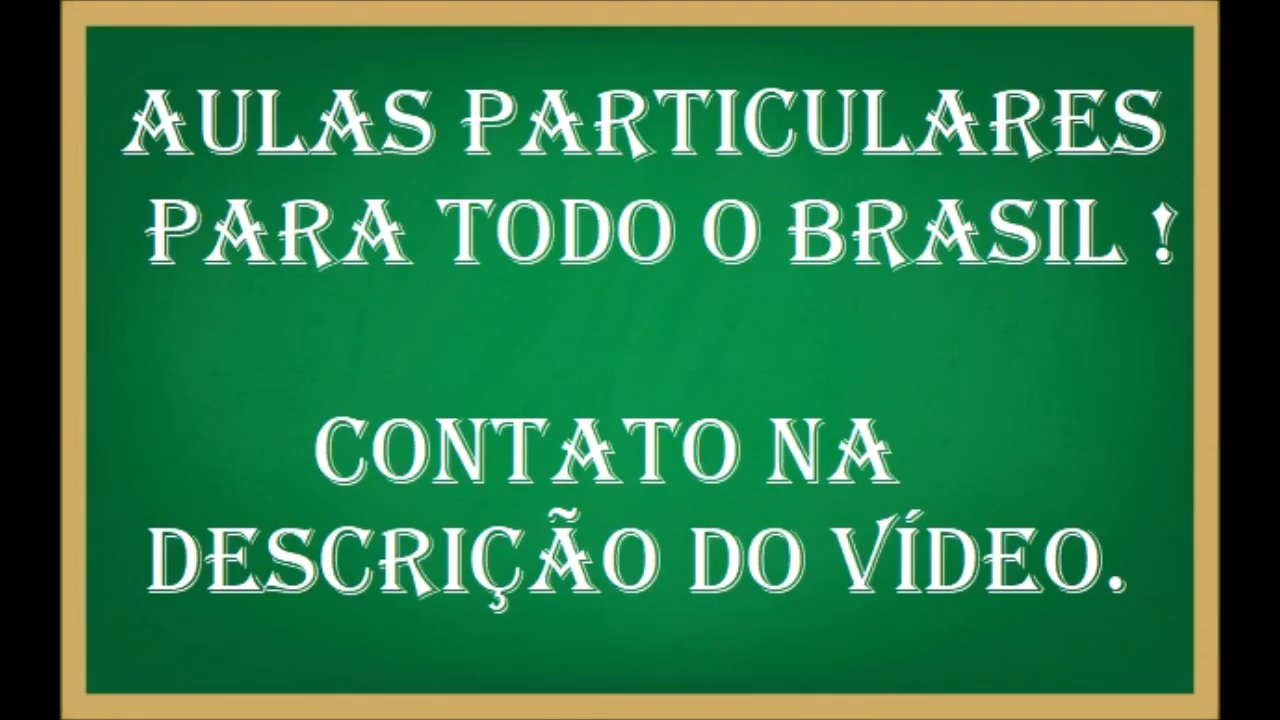 AULAS PARTICULARES
PARA TODO O BRASIL !
CONTATO NA
DESCRIÇÃO DO VÍDEO.